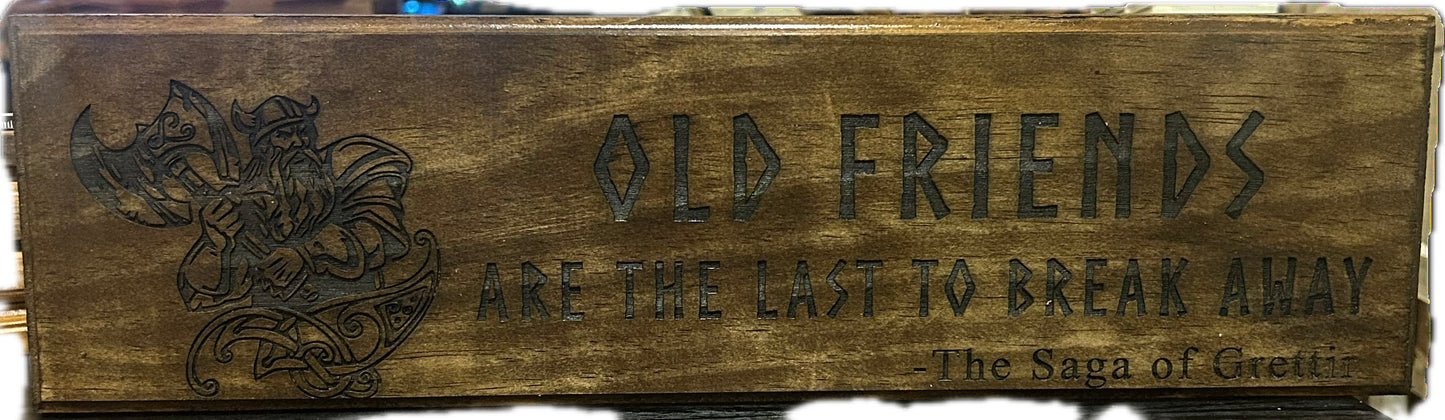 OLD FRIENDS
ARE THE LAST TO BREAK AWAY
-The Saga of Grettir